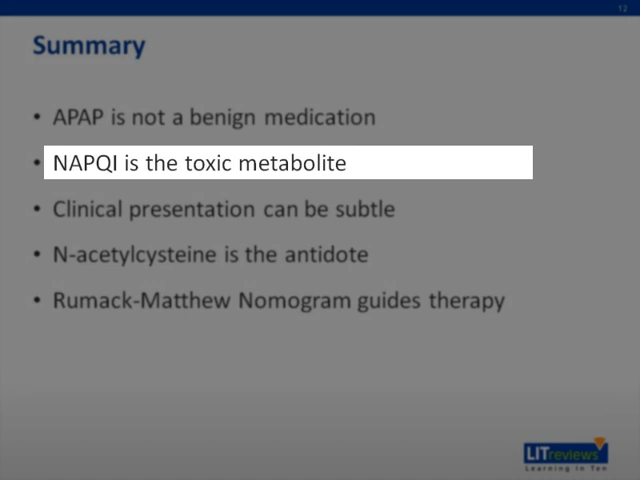 12
Summary
• APAP is not a benign medication
• NAPQI is the toxic metabolite
• Clinical presentation can be subtle
• N-acetylcysteine is the antidote
• Rumack-Matthew Nomogram guides therapy
LITreviews
Learning In Ten